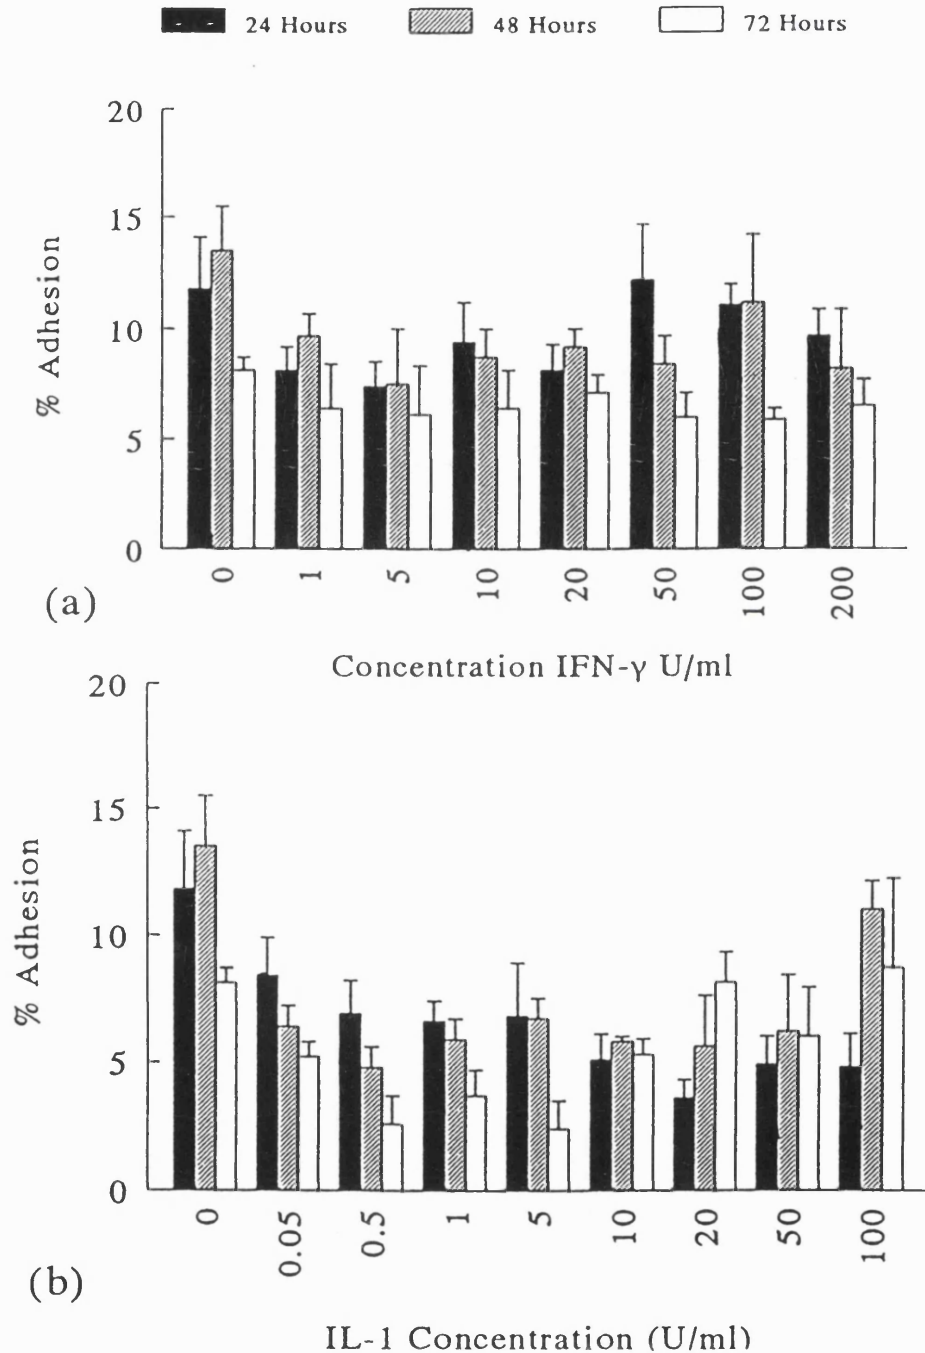 24 Hours 48 Hours 72 Hours
20
15
10
5
0
% Adhesion
0 1 5 10 20 50 100 200
(a)
Concentration IFN-γ U/ml
20
15
10
5
0
% Adhesion
0 0.05 0.5 1 5 10 20 50 100
(b)
IL-1 Concentration (U/ml)